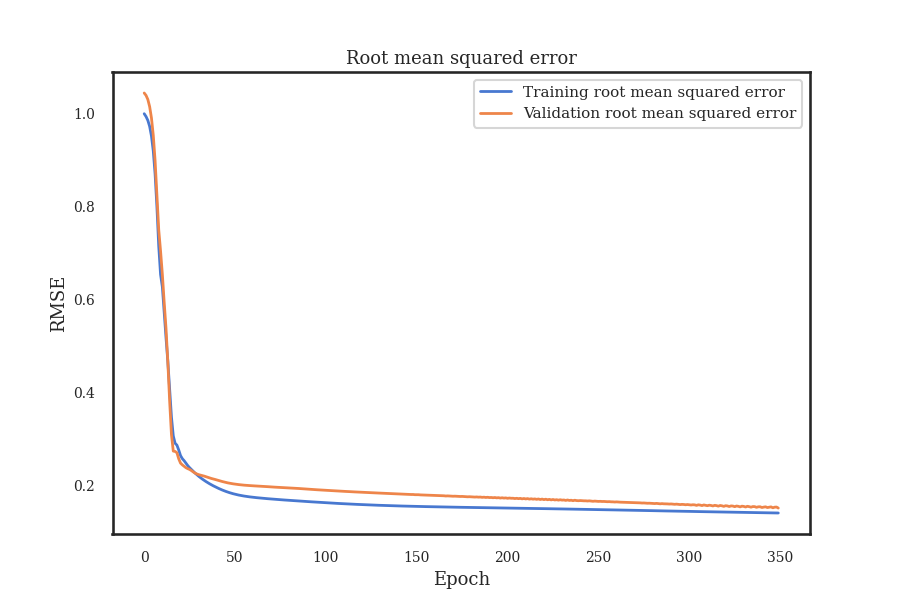 Root mean squared error
Training root mean squared error
Validation root mean squared error
1.0
0.8
0.6
0.4
0.2
RMSE
0 50 100 150 200 250 300 350
Epoch